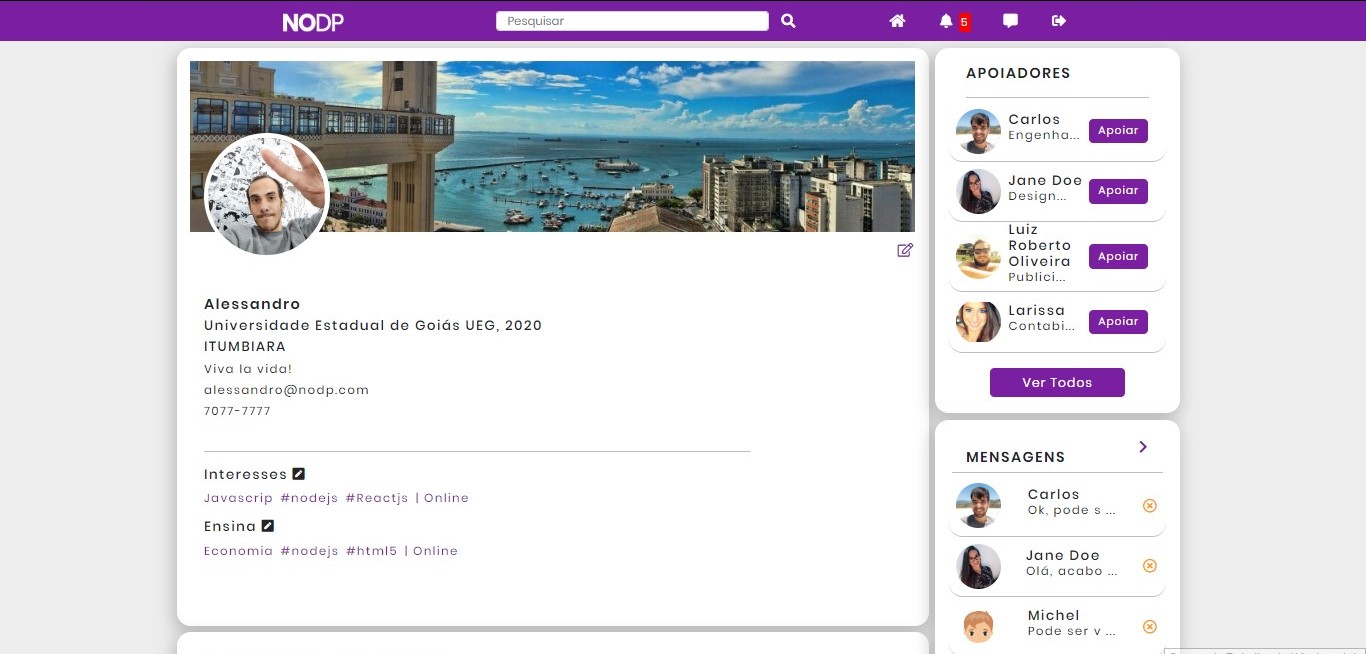 NODP
Pesquisar
5
Alessandro
Universidade Estadual de Goiás UEG, 2020
ITUMBIARA
Viva la vida!
alessandro@nodp.com
7077-7777
Interesses
Javascrip #nodejs #Reactjs | Online
Ensina
Economia #nodejs #html5 | Online
APOIADORES
Carlos
Engenha...
Apoiar
Jane Doe
Design...
Apoiar
Luiz
Roberto
Oliveira
Publici...
Apoiar
Larissa
Contabi...
Apoiar
Ver Todos
MENSAGENS
Carlos
Ok, pode s ...
Jane Doe
Olá, acabo ...
Michel
Pode ser v ...